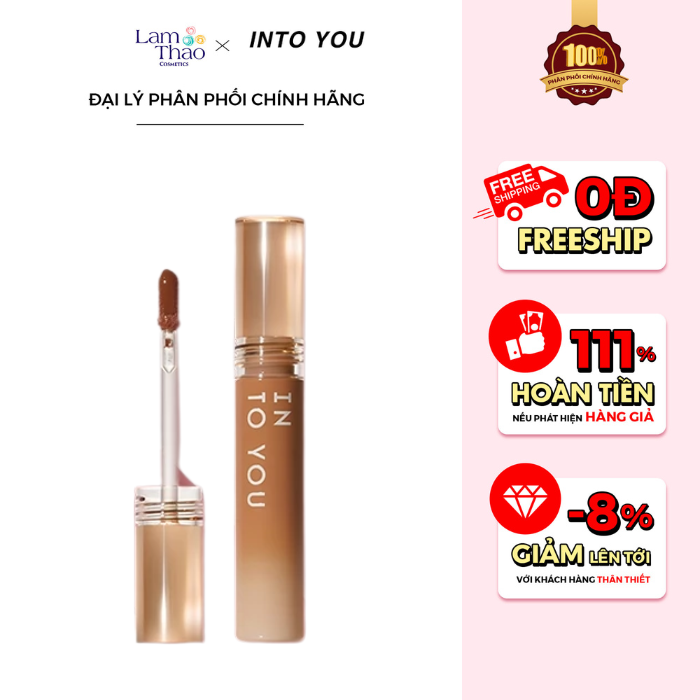 Lam
Thảo
COSMETICS
×
INTO YOU
ĐẠI LÝ PHÂN PHỐI CHÍNH HÃNG
100%
PHÂN PHỐI CHÍNH HÃNG
FREE
SHIPPING
0Đ
FREESHIP
111%
HOÀN TIỀN
NẾU PHÁT HIỆN HÀNG GIẢ
-8%
GIẢM LÊN TỚI
VỚI KHÁCH HÀNG THÂN THIẾT
IN
TO YOU